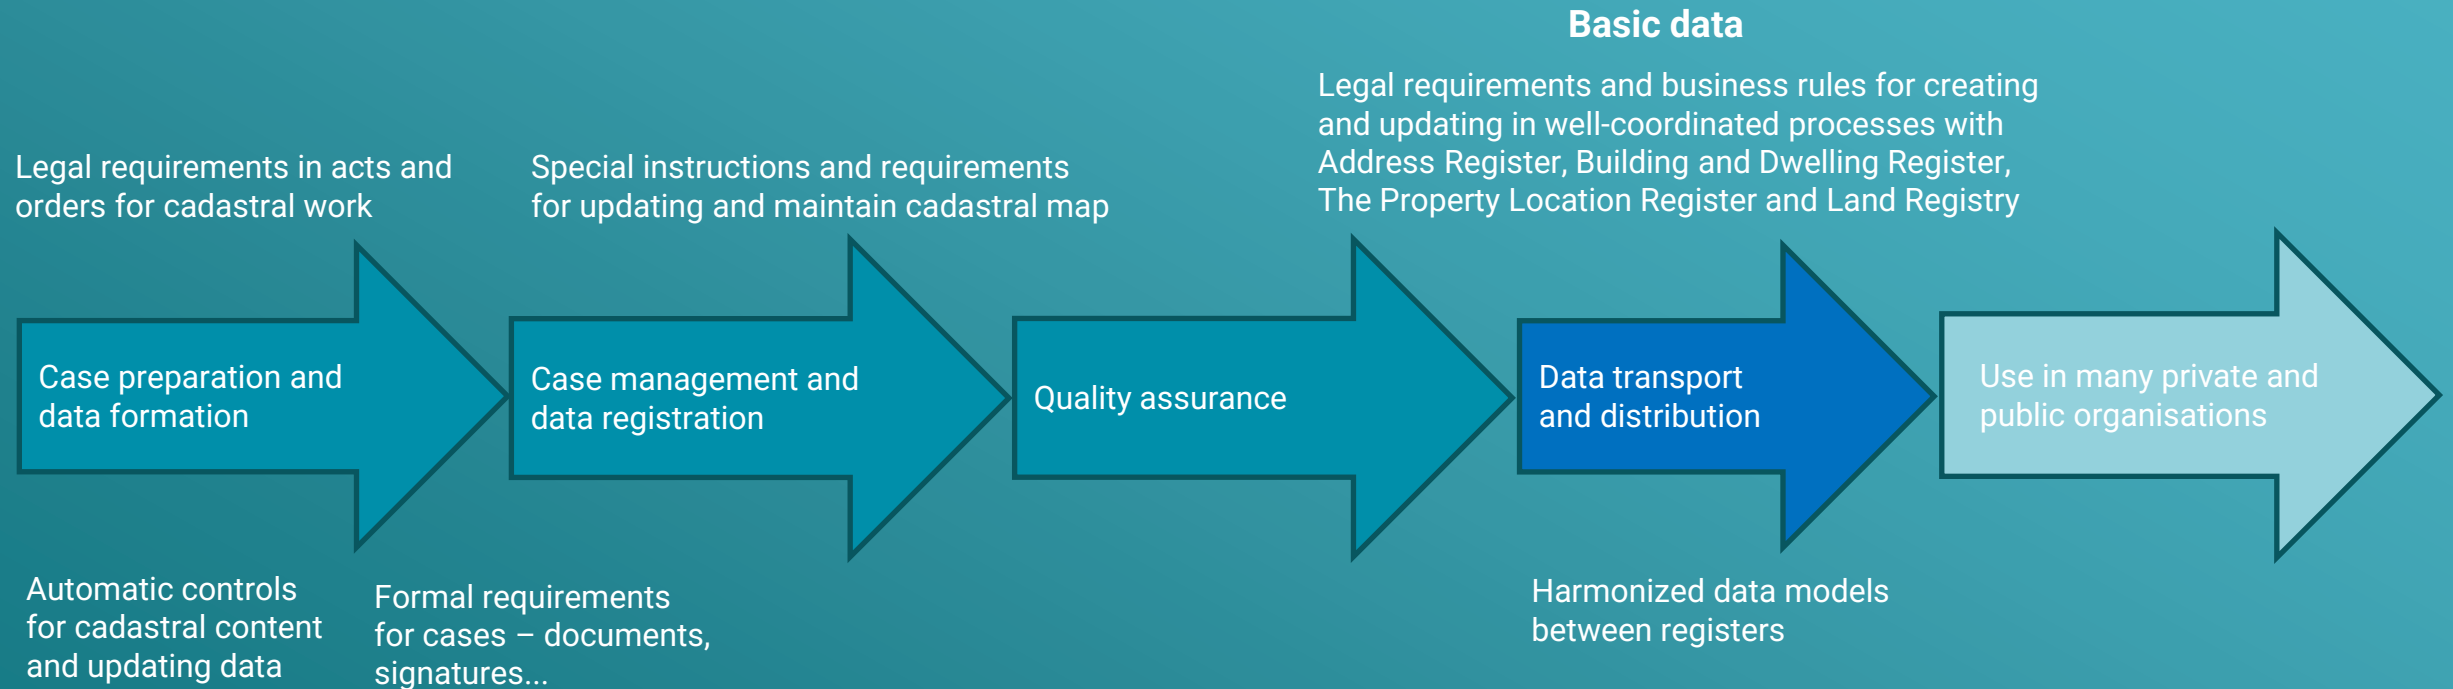 Basic data
Legal requirements and business rules for creating
and updating in well-coordinated processes with
Address Register, Building and Dwelling Register,
The Property Location Register and Land Registry
Legal requirements in acts and
orders for cadastral work
Special instructions and requirements
for updating and maintain cadastral map
Case preparation and
data formation
Case management and
data registration
Quality assurance
Data transport
and distribution
Use in many private and
public organisations
Automatic controls
for cadastral content
and updating data
Formal requirements
for cases – documents,
signatures...
Harmonized data models
between registers